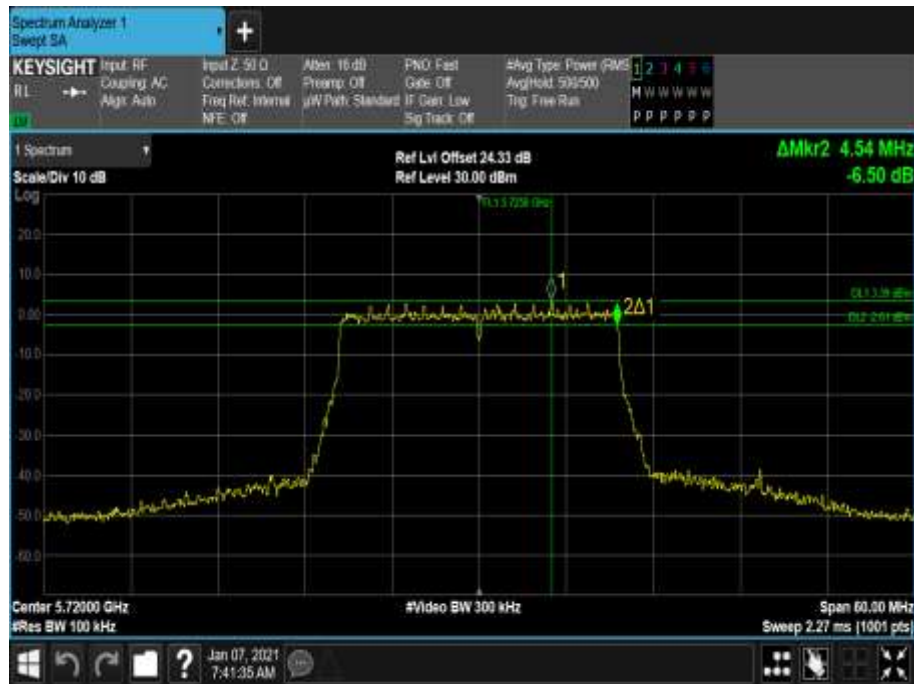 Spectrum Analyzer 1
Swept SA
+
KEYSIGHT
RL
Input: RF
Coupling: AC
Align: Auto
Input Z: 50 Ω
Corrections: Off
Freq Ref: Internal
NFE: Off
Atten: 16 dB
Preamp: Off
µW Path: Standard
PNO: Fast
Gate: Off
IF Gain: Low
Sig Track: Off
#Avg Type: Power (RMS
Avg|Hold: 500/500
Trig: Free Run
1 2 3 4 5 6
M W W W W W
P P P P P P
1 Spectrum
Scale/Div 10 dB
Ref Lvl Offset 24.33 dB
Ref Level 30.00 dBm
ΔMkr2 4.54 MHz
-6.50 dB
Log
20.0
10.0
0.00
-10.0
-20.0
-30.0
-40.0
-50.0
-60.0
1
2Δ1
Center 5.72000 GHz
#Res BW 100 kHz
#Video BW 300 kHz
Span 60.00 MHz
Sweep 2.27 ms (1001 pts)
?
Jan 07, 2021
7:41:35 AM